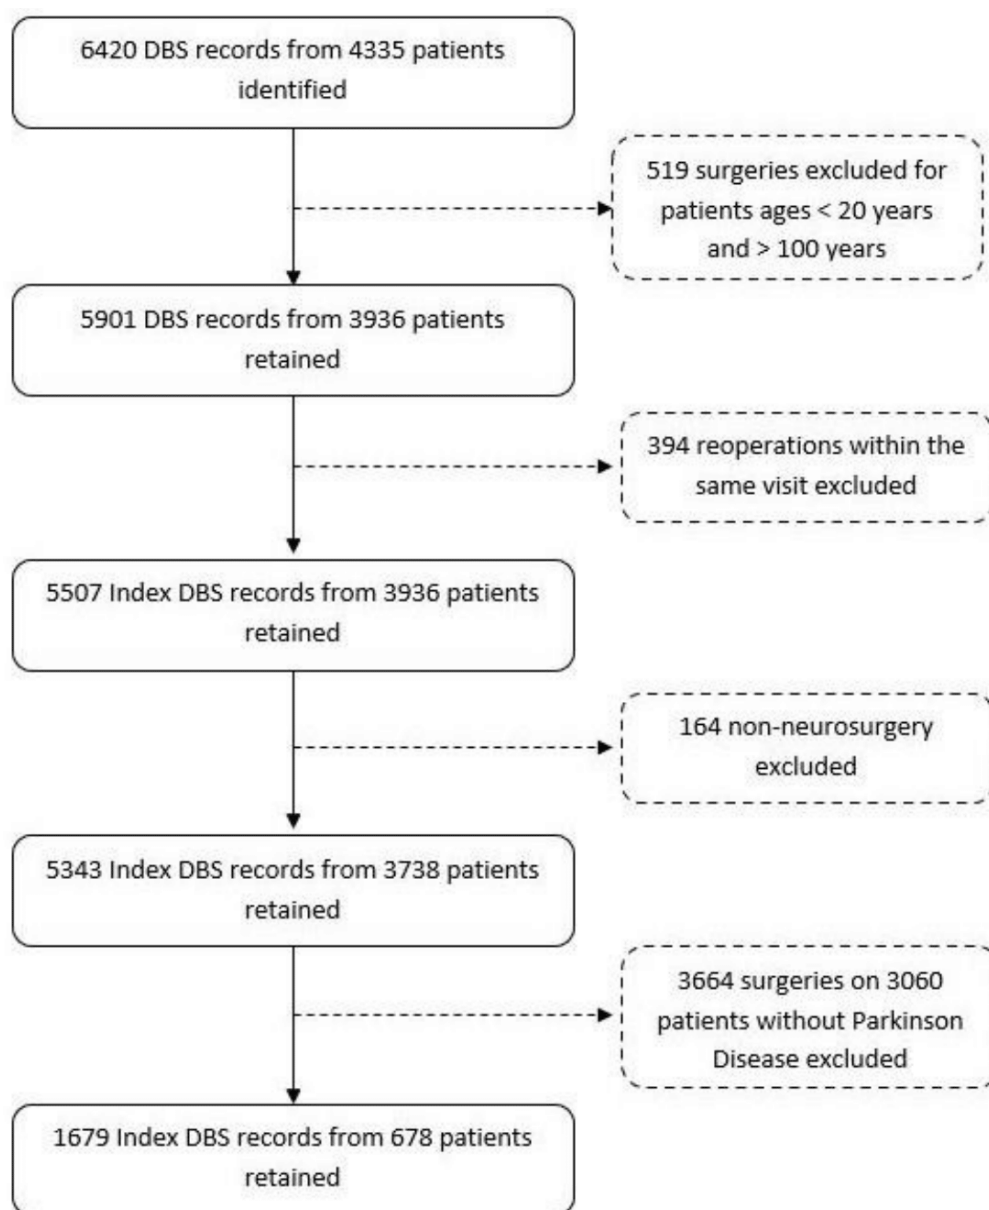 6420 DBS records from 4335 patients
identified
519 surgeries excluded for
patients ages < 20 years
and > 100 years
5901 DBS records from 3936 patients
retained
394 reoperations within the
same visit excluded
5507 Index DBS records from 3936 patients
retained
164 non-neurosurgery
excluded
5343 Index DBS records from 3738 patients
retained
3664 surgeries on 3060
patients without Parkinson
Disease excluded
1679 Index DBS records from 678 patients
retained